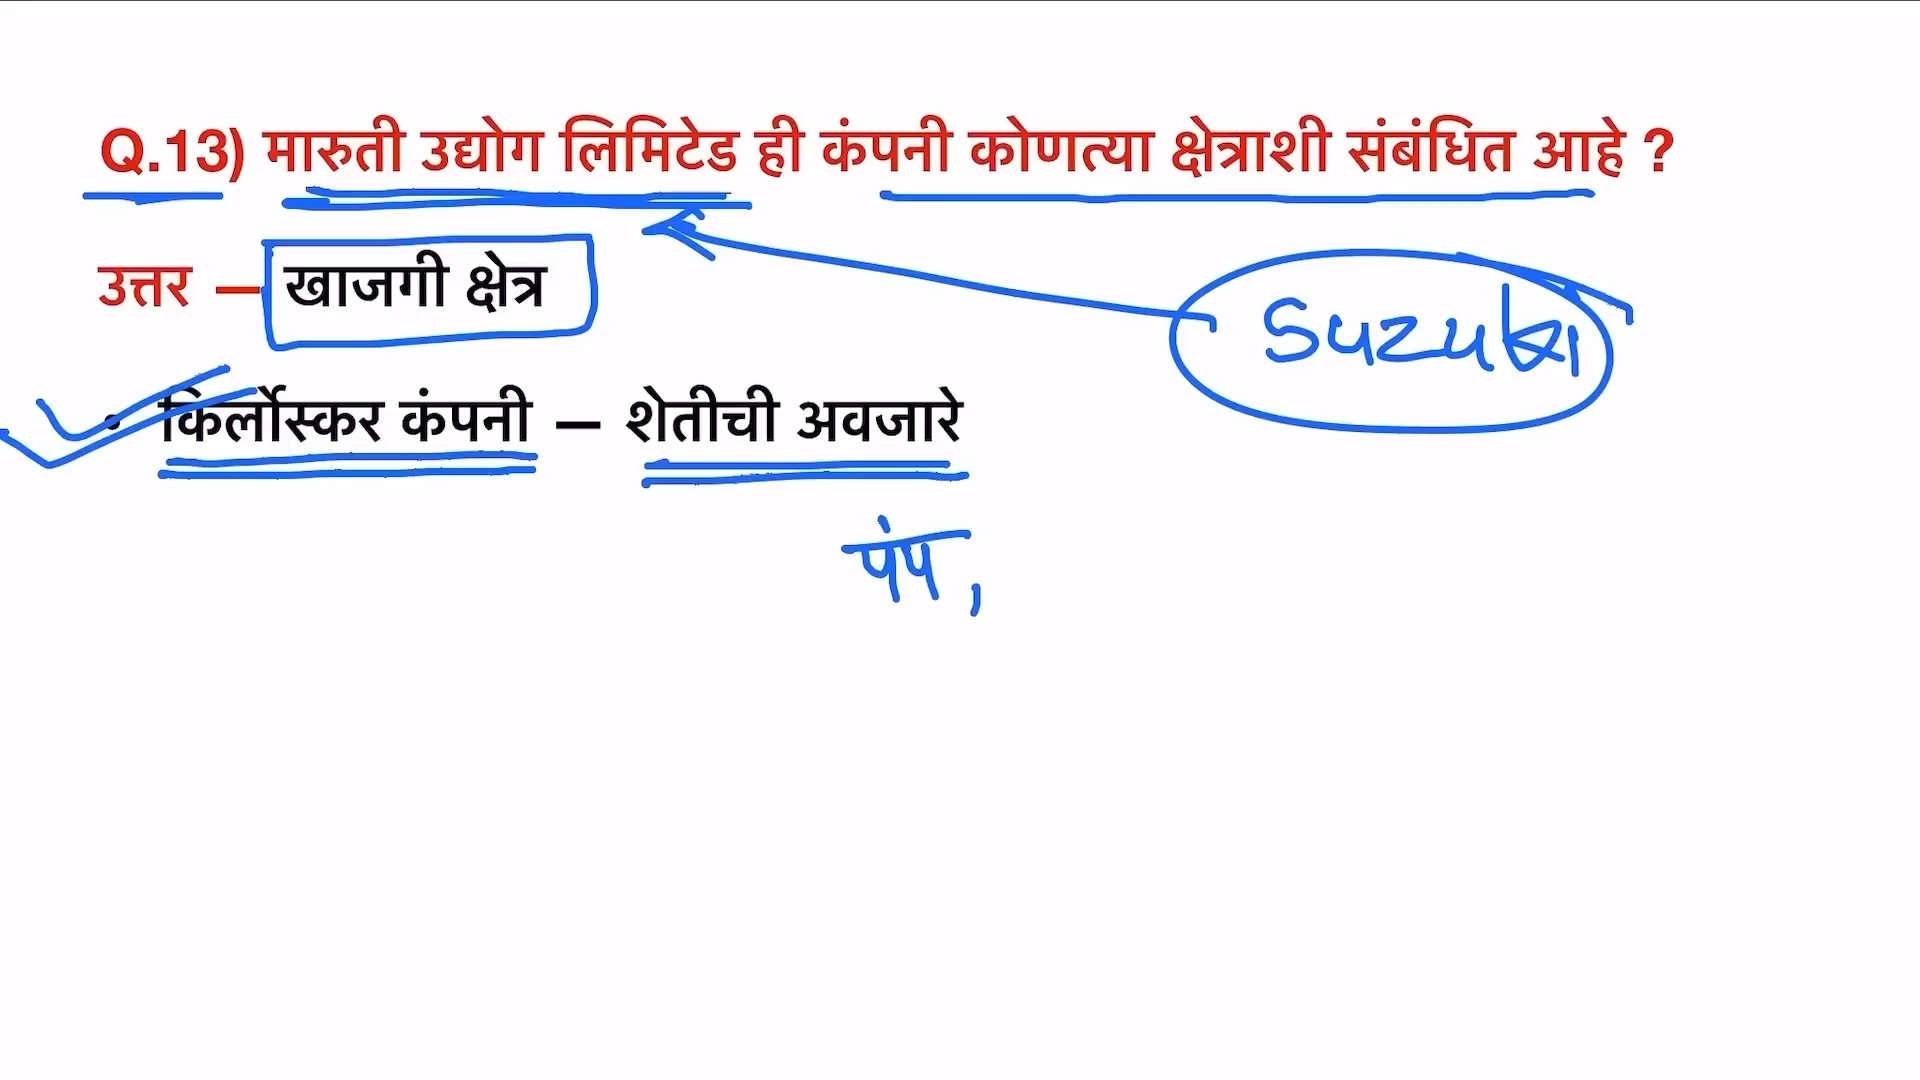 Q.13) मारुती उद्योग लिमिटेड ही कंपनी कोणत्या क्षेत्राशी संबंधित आहे ?
उत्तर – खाजगी क्षेत्र
Suzuki
• किर्लोस्कर कंपनी – शेतीची अवजारे
पंप ,